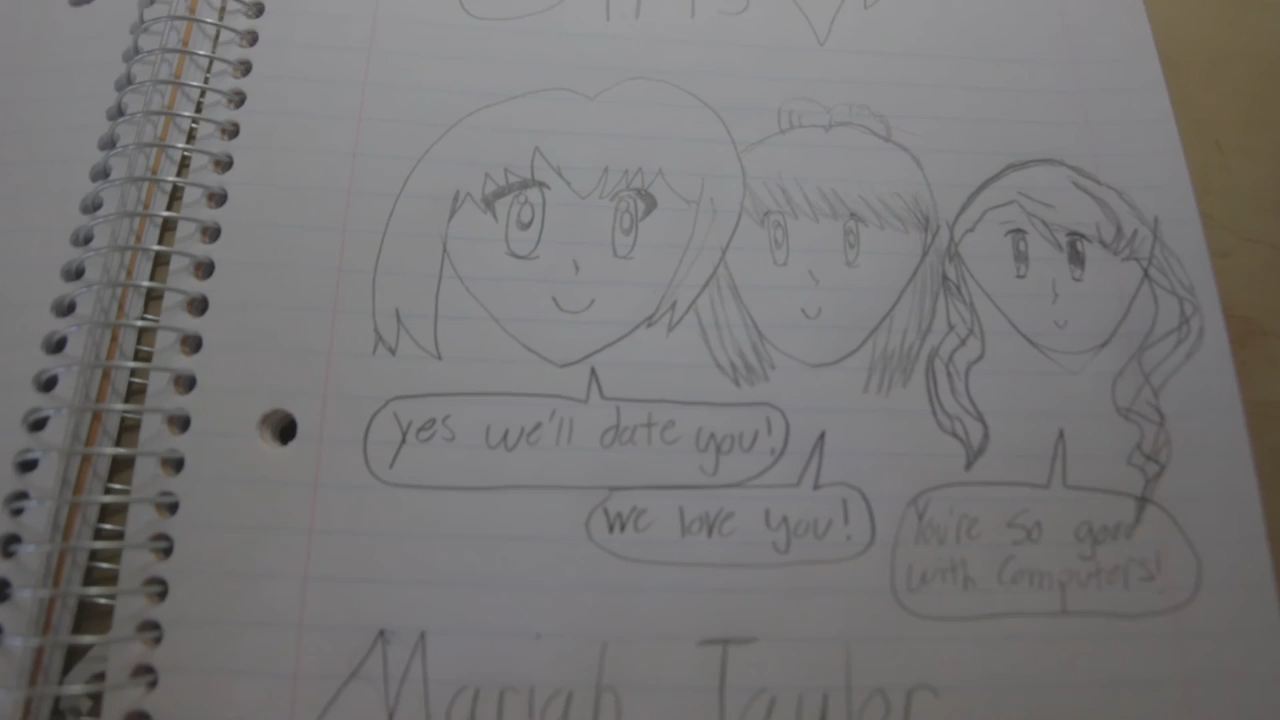 yes we'll date you!
We love you!
You're so good
with Computers!
Mariah Taylor